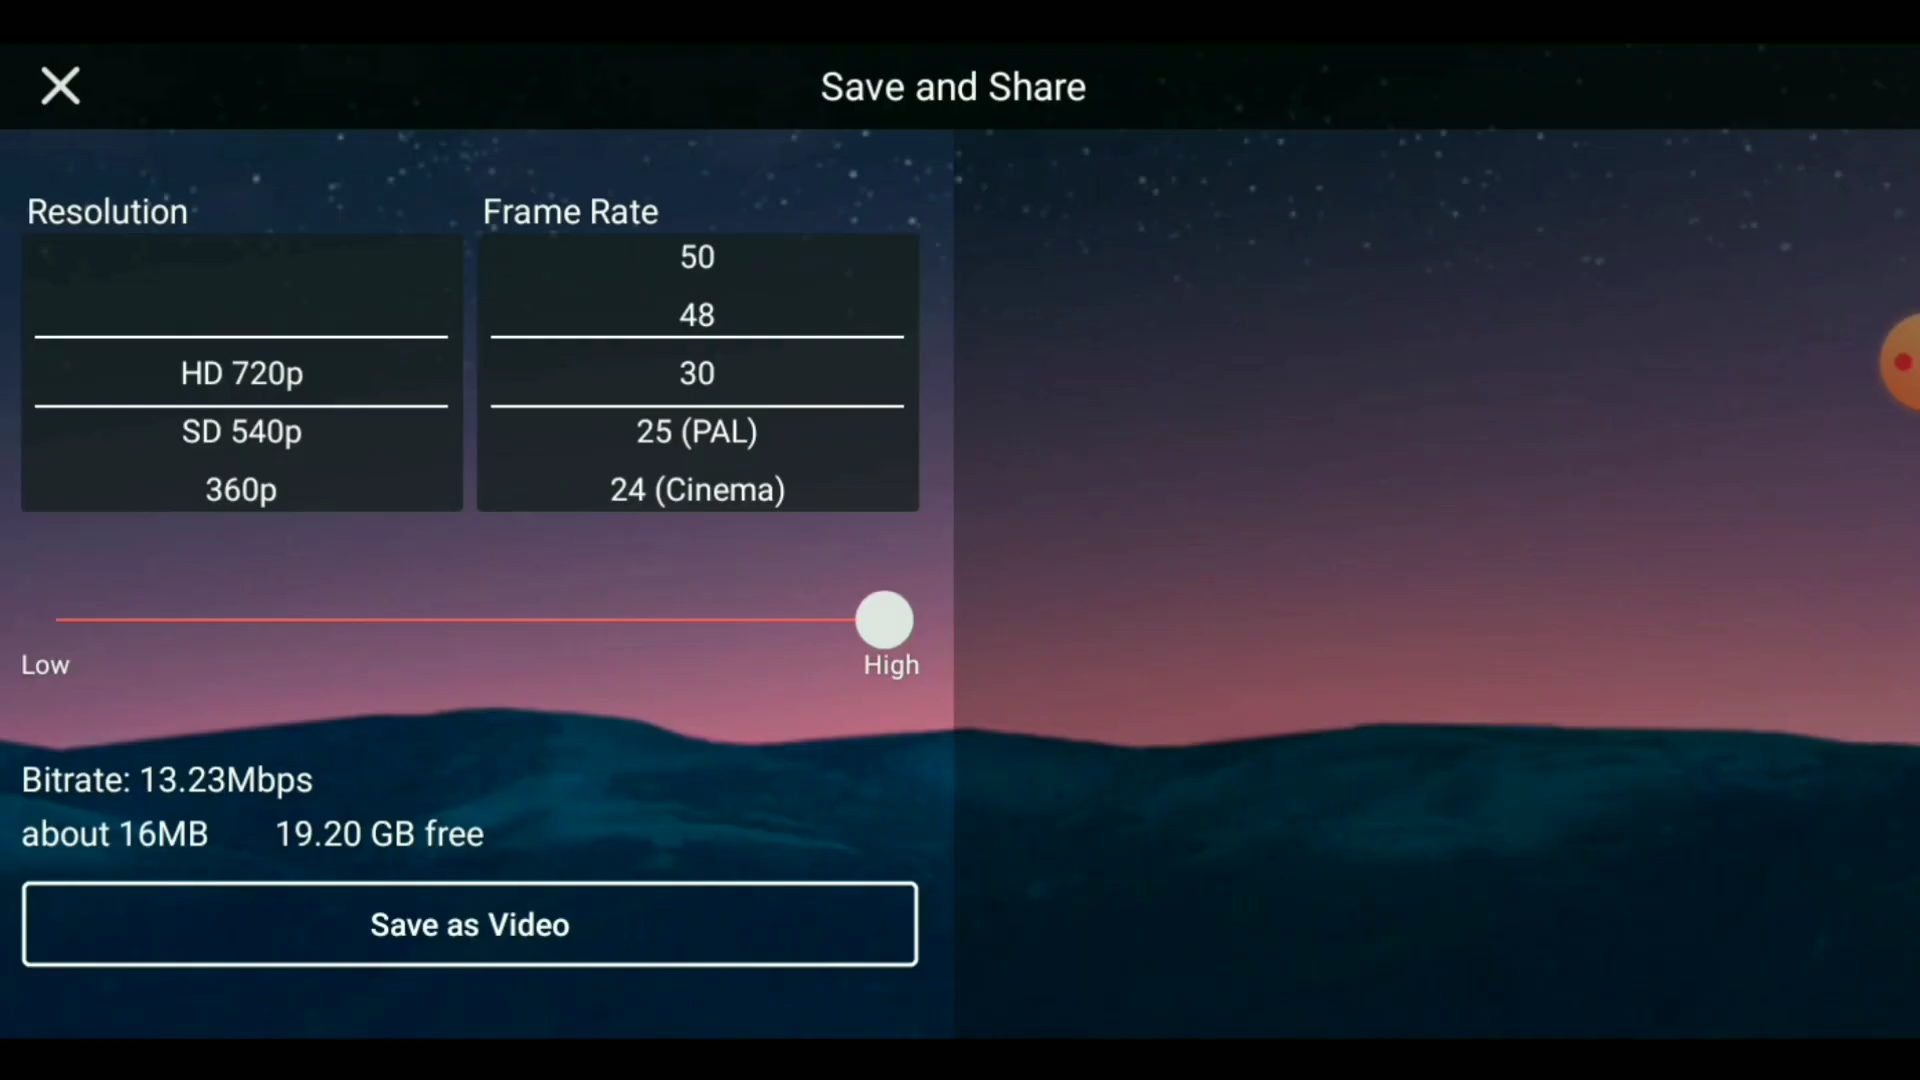 Save and Share
Resolution
HD 720p
SD 540p
360p
Frame Rate
50
48
30
25 (PAL)
24 (Cinema)
Low
High
Bitrate: 13.23Mbps
about 16MB 19.20 GB free
Save as Video